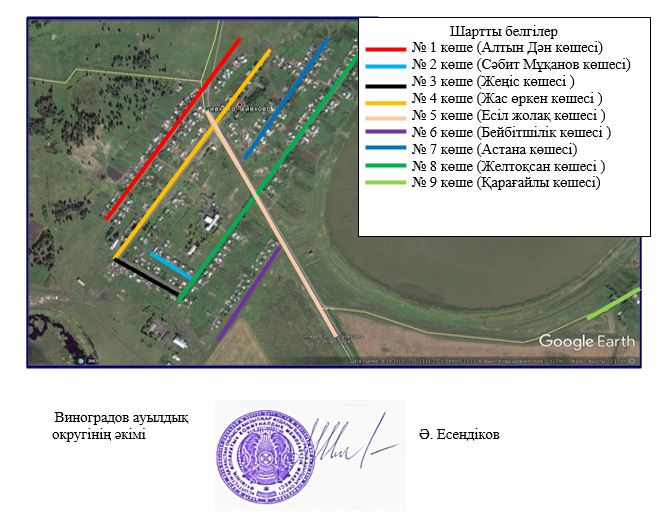 Шартты белгілер
№ 1 көше (Алтын Дән көшесі)
№ 2 көше (Сәбит Мұқанов көшесі)
№ 3 көше (Жеңіс көшесі )
№ 4 көше (Жас өркен көшесі )
№ 5 көше (Есіл жолақ көшесі )
№ 6 көше (Бейбітшілік көшесі )
№ 7 көше (Астана көшесі)
№ 8 көше (Желтоқсан көшесі )
№ 9 көше (Қарағайлы көшесі)
Google Earth
Виноградов ауылдық
округінің әкімі
Ә. Есендіков